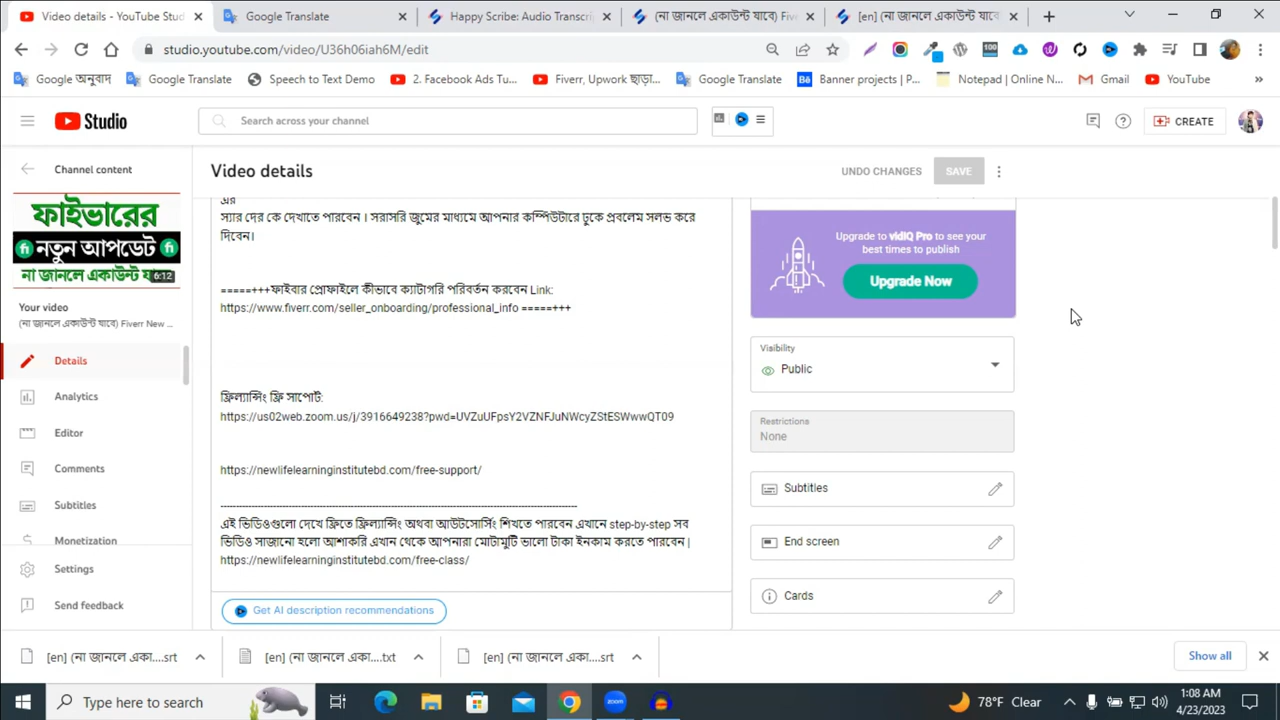 Video details - YouTube Stud
Google Translate
Happy Scribe: Audio Transcri
(না জানলে একাউন্ট যাবে) Five
[en] (না জানলে একাউন্ট যাবে)
studio.youtube.com/video/U36h06iah6M/edit
Google অনুবাদ
Google Translate
Speech to Text Demo
2. Facebook Ads Tu...
Fiverr, Upwork ছাড়া...
Google Translate
Banner projects | P...
Notepad | Online N...
Gmail
YouTube
Studio
Search across your channel
CREATE
Channel content
Video details
UNDO CHANGES
SAVE
ফাইভারের
নতুন আপডেট
না জানলে একাউন্ট য
6:12
Your video
(না জানলে একাউন্ট যাবে) Fiverr New ...
Details
Analytics
Editor
Comments
Subtitles
Monetization
Settings
Send feedback
এর
স্যার দের কে দেখাতে পারবেন। সরাসরি জুমের মাধ্যমে আপনার কম্পিউটারে ঢুকে প্রবলেম সলভ করে
দিবেন।
=====+++ফাইবার প্রোফাইলে কীভাবে ক্যাটাগরি পরিবর্তন করবেন Link:
https://www.fiverr.com/seller_onboarding/professional_info =====+++
ফ্রিল্যান্সিং ফ্রি সাপোর্ট:
https://us02web.zoom.us/j/3916649238?pwd=UVZuUFpsY2VZNFJuNWcyZStESWwwQT09
https://newlifelearninginstitutebd.com/free-support/
--------------------------------------------------------------------------------
এই ভিডিওগুলো দেখে ফ্রিতে ফ্রিল্যান্সিং অথবা আউটসোর্সিং শিখতে পারবেন এখানে step-by-step সব
ভিডিও সাজানো হলো আশাকরি এখান থেকে আপনারা মোটামুটি ভালো টাকা ইনকাম করতে পারবেন|
https://newlifelearninginstitutebd.com/free-class/
Get AI description recommendations
Upgrade to vidIQ Pro to see your
best times to publish
Upgrade Now
Visibility
Public
Restrictions
None
Subtitles
End screen
Cards
[en] (না জানলে একা....srt
[en] (না জানলে একা....txt
[en] (না জানলে একা....srt
Show all
Type here to search
zoom
78°F Clear
1:08 AM
4/23/2023